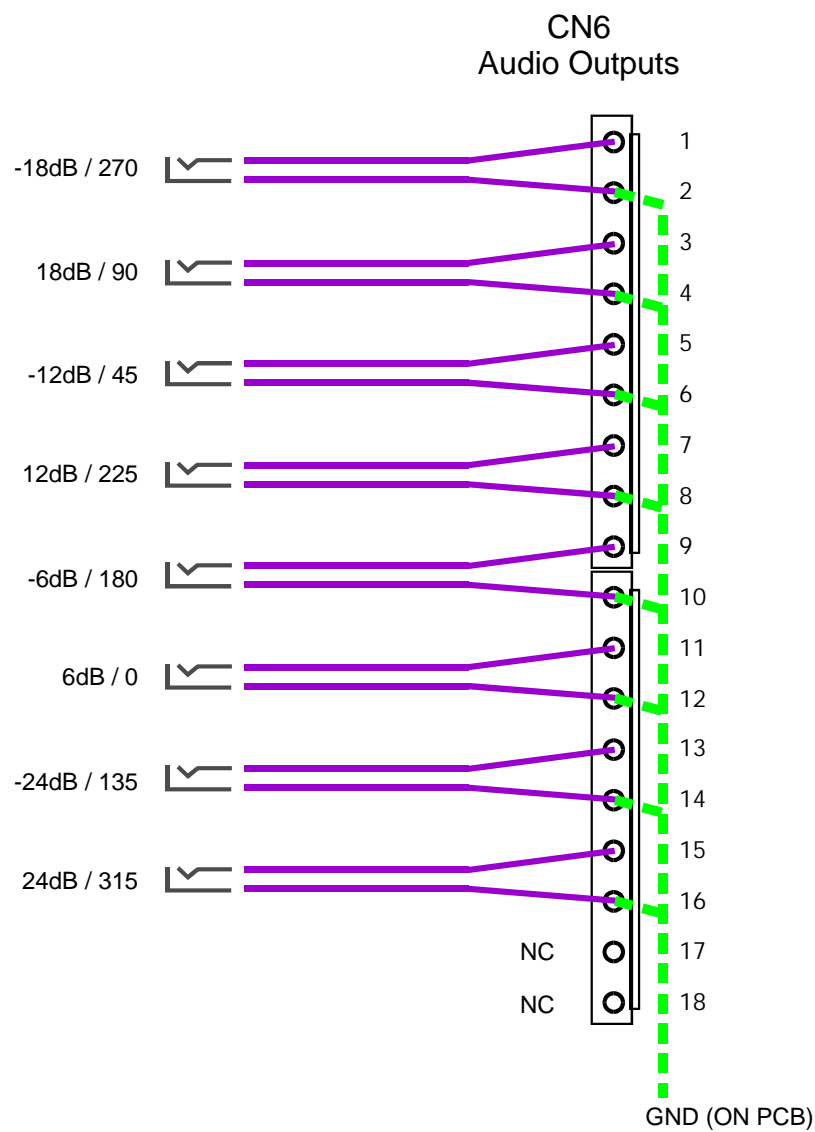 CN6
Audio Outputs
1
-18dB / 270
2
3
18dB / 90
4
5
-12dB / 45
6
7
12dB / 225
8
9
-6dB / 180
10
11
6dB / 0
12
13
-24dB / 135
14
15
24dB / 315
16
NC
17
NC
18
GND (ON PCB)